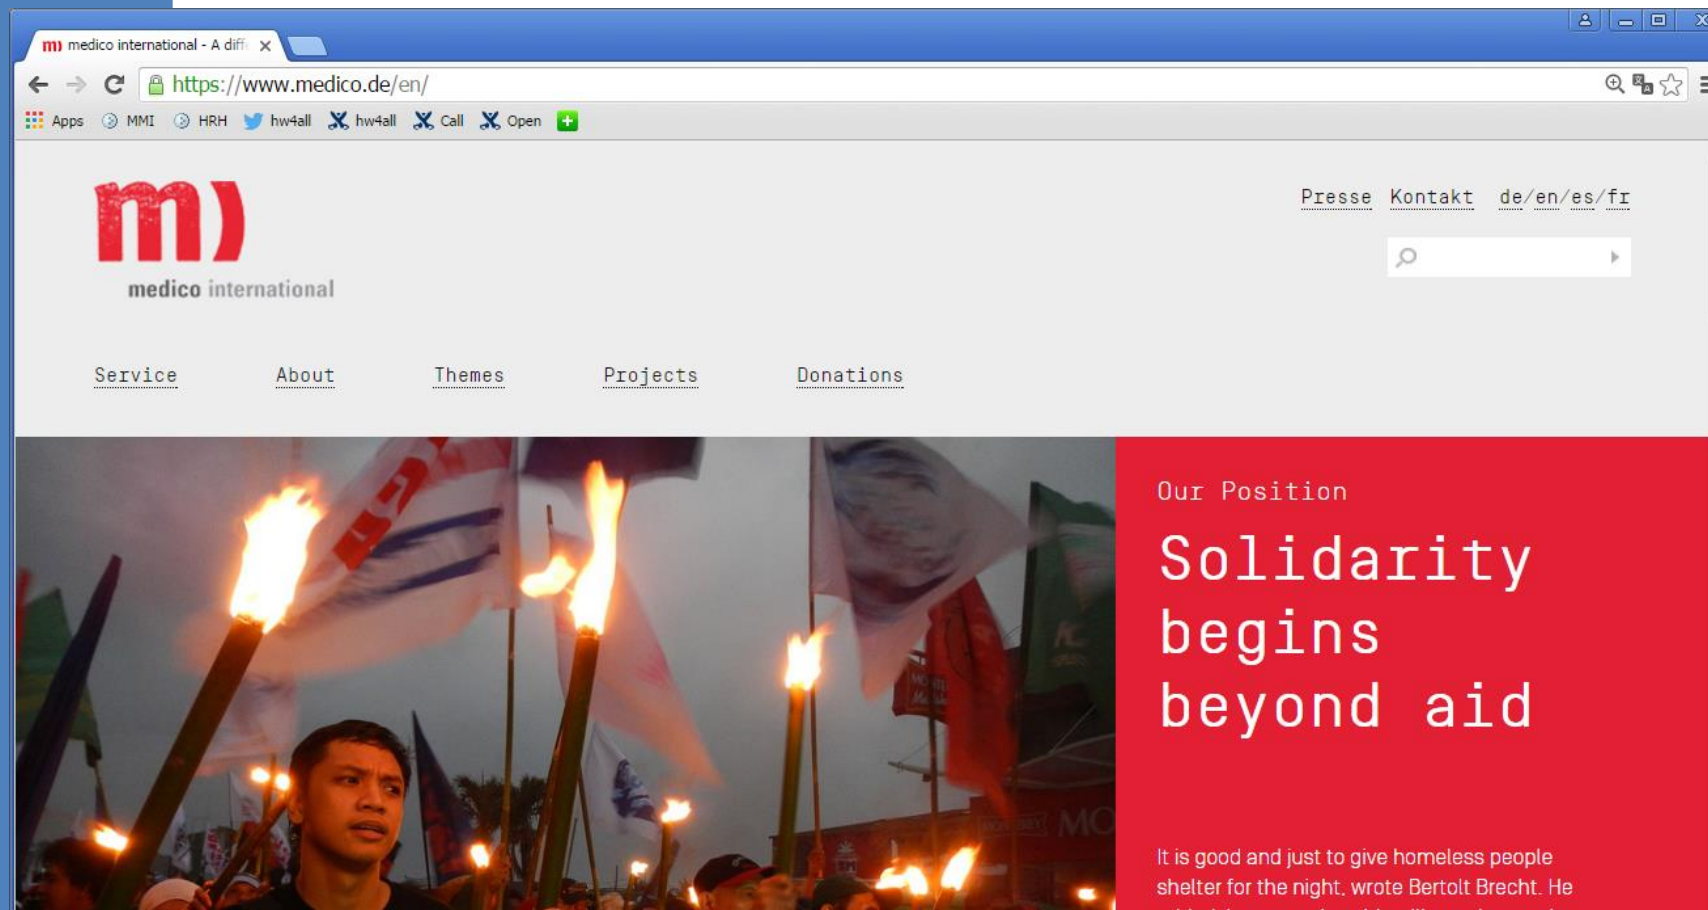 m) medico international - A diff
https://www.medico.de/en/
Apps MMI HRH hw4all hw4all Call Open
m)
medico international
Presse Kontakt de/en/es/fr
Service About Themes Projects Donations
Our Position
Solidarity
begins
beyond aid
It is good and just to give homeless people
shelter for the night, wrote Bertolt Brecht. He